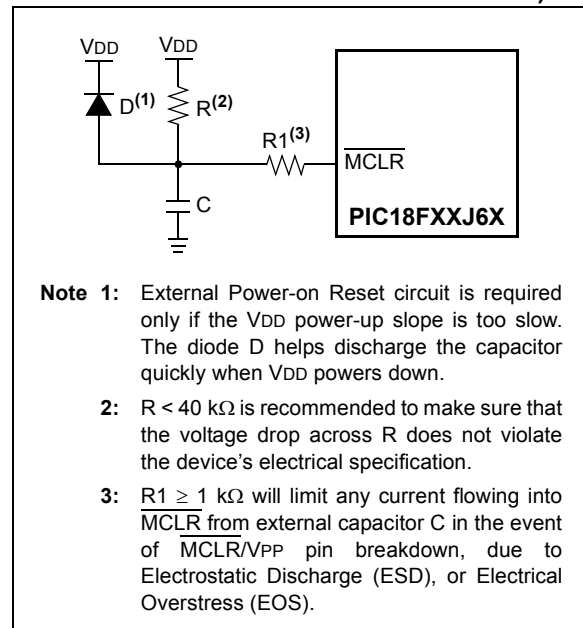 VDD VDD
D(1) R(2)
R1(3)
MCLR
C
PIC18FXXJ6X
Note 1: External Power-on Reset circuit is required
only if the VDD power-up slope is too slow.
The diode D helps discharge the capacitor
quickly when VDD powers down.
2: R < 40 kΩ is recommended to make sure that
the voltage drop across R does not violate
the device's electrical specification.
3: R1 ≥ 1 kΩ will limit any current flowing into
MCLR from external capacitor C in the event
of MCLR/VPP pin breakdown, due to
Electrostatic Discharge (ESD), or Electrical
Overstress (EOS).